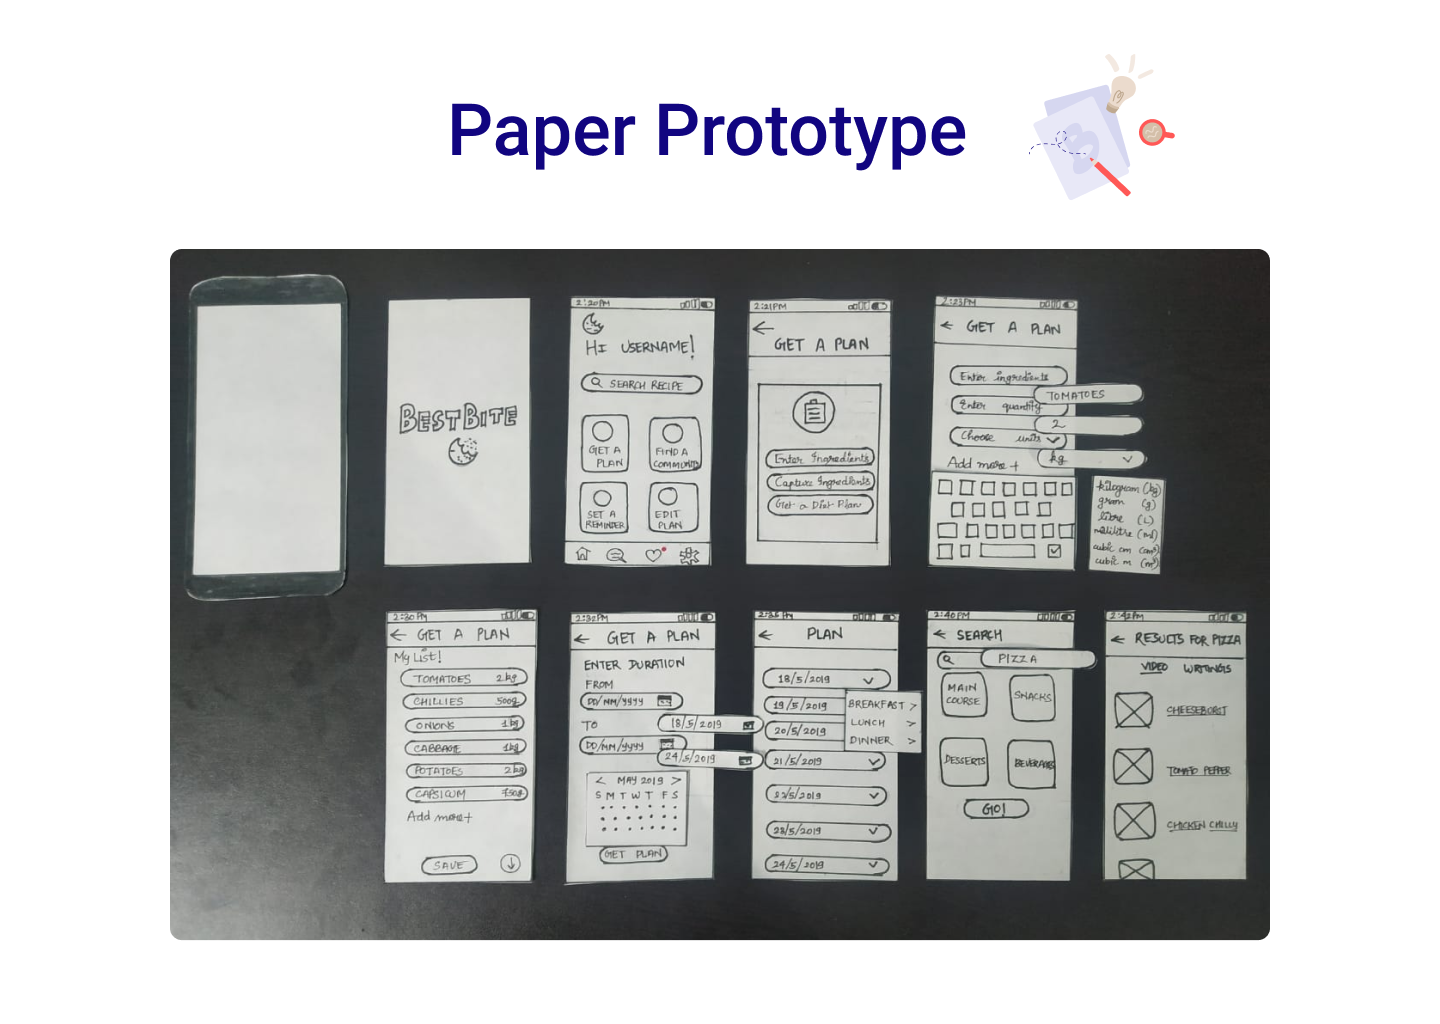 Paper Prototype
BESTBITE
2:20PM
HI USERNAME!
SEARCH RECIPE
GET A
PLAN
FIND A
COMMUNITY
SET A
REMINDER
EDIT
PLAN
2:21PM
GET A PLAN
Enter Ingredients
Capture Ingredients
Get a Diet Plan
2:23PM
GET A PLAN
Enter ingredients
TOMATOES
Enter quantity
2
Choose units
kg
Add more +
kilogram (kg)
gram (g)
litre (L)
millilitre (ml)
cubic cm (cm³)
cubic m (m³)
2:30 PM
GET A PLAN
My List!
TOMATOES 2kg
CHILLIES 500g
ONIONS 1kg
CABBAGE 1kg
POTATOES 2kg
CAPSICUM 750g
Add more +
SAVE
2:32PM
GET A PLAN
ENTER DURATION
FROM
DD/MM/YYYY
TO
18/5/2019
DD/MM/YYYY
24/5/2019
< MAY 2019 >
S M T W T F S
GET PLAN
2:35 PM
PLAN
18/5/2019
19/5/2019
20/5/2019
21/5/2019
22/5/2019
23/5/2019
24/5/2019
BREAKFAST >
LUNCH >
DINNER >
2:40PM
SEARCH
PIZZA
MAIN
COURSE
SNACKS
DESSERTS
BEVERAGES
GO!
2:42PM
RESULTS FOR PIZZA
VIDEO WRITINGS
CHEESEBURST
TOMATO PEPPER
CHICKEN CHILLY